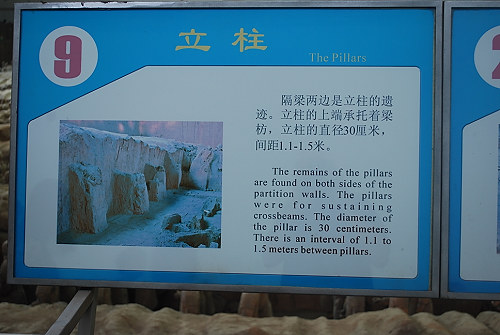 9
立柱
The Pillars
隔梁两边是立柱的遗
迹。立柱的上端承托着梁
枋，立柱的直径30厘米，
间距1.1-1.5米。
The remains of the pillars
are found on both sides of the
partition walls. The pillars
were for sustaining
crossbeams. The diameter of
the pillar is 30 centimeters.
There is an interval of 1.1 to
1.5 meters between pillars.